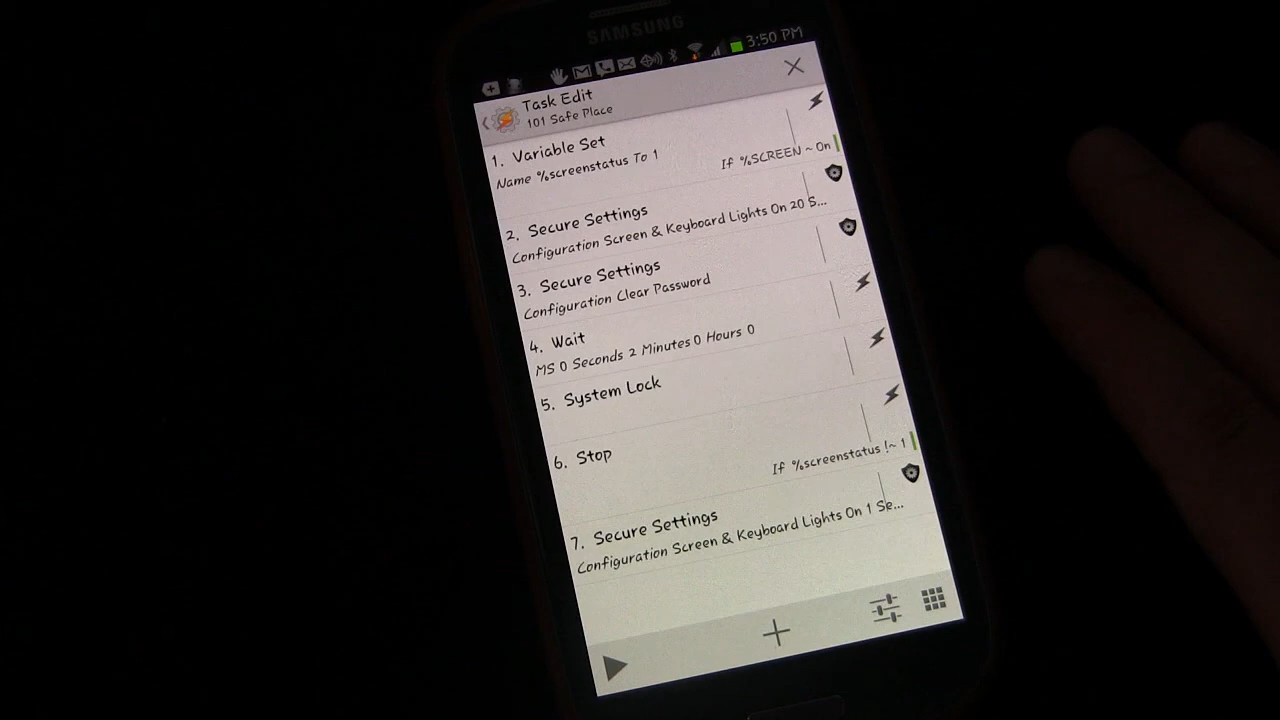 SAMSUNG
3:50 PM
Task Edit
101 Safe Place
1. Variable Set
Name %screenstatus To 1
If %SCREEN ~ On
2. Secure Settings
Configuration Screen & Keyboard Lights On 20 S...
3. Secure Settings
Configuration Clear Password
4. Wait
MS 0 Seconds 2 Minutes 0 Hours 0
5. System Lock
6. Stop
If %screenstatus !~ 1
7. Secure Settings
Configuration Screen & Keyboard Lights On 1 Se...